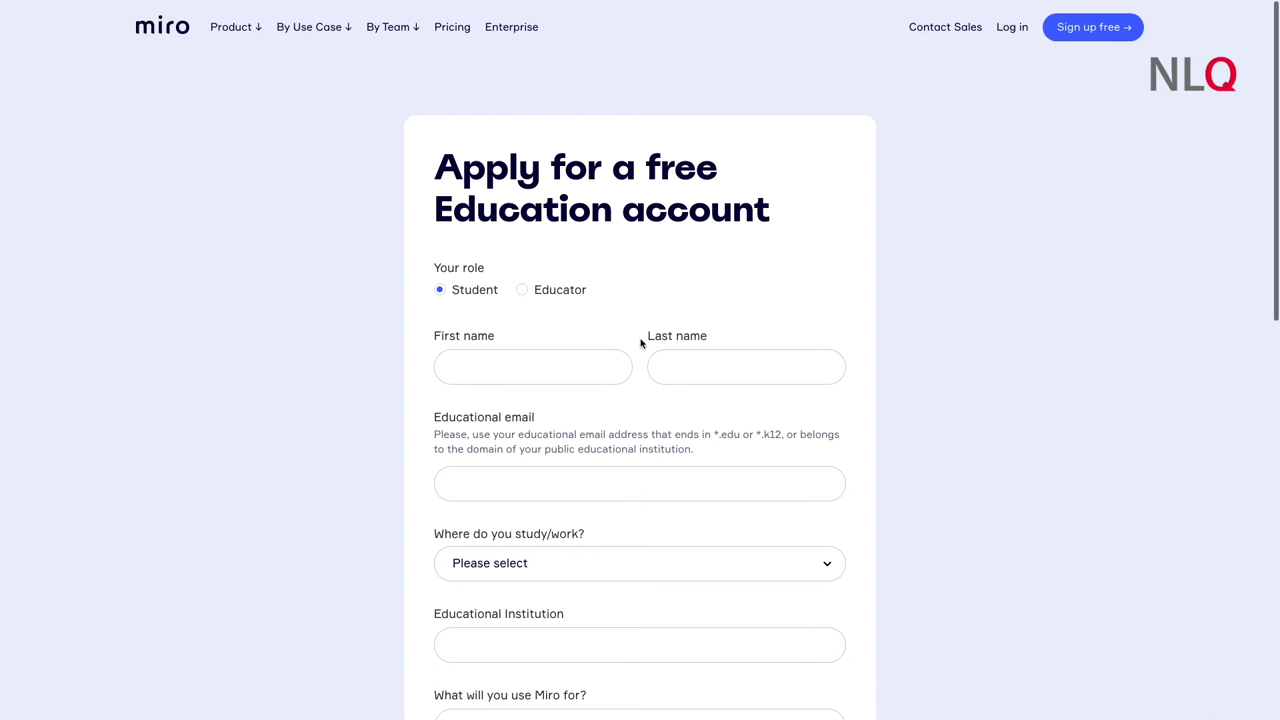 miro
Product ↓ By Use Case ↓ By Team ↓ Pricing Enterprise Contact Sales Log in Sign up free →
NLQ
Apply for a free
Education account
Your role
Student Educator
First name Last name
Educational email
Please, use your educational email address that ends in *.edu or *.k12, or belongs
to the domain of your public educational institution.
Where do you study/work?
Please select
Educational Institution
What will you use Miro for?